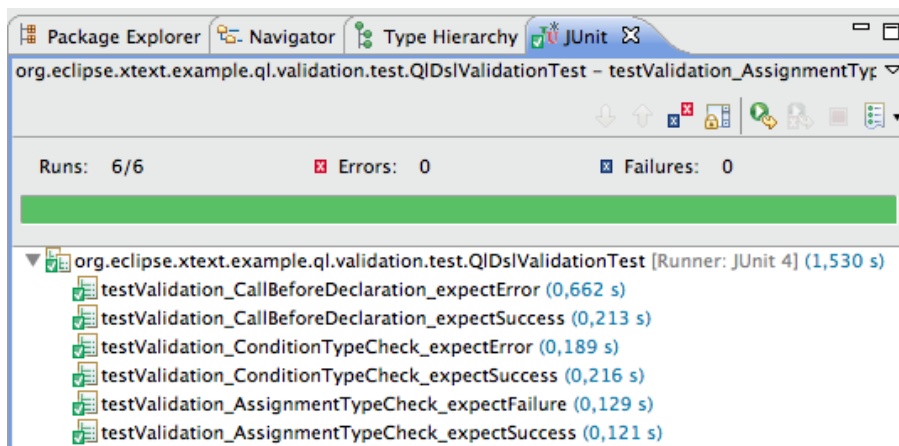 Package Explorer Navigator Type Hierarchy JUnit
org.eclipse.xtext.example.ql.validation.test.QlDslValidationTest – testValidation_AssignmentTyp
Runs: 6/6 Errors: 0 Failures: 0
org.eclipse.xtext.example.ql.validation.test.QlDslValidationTest [Runner: JUnit 4] (1,530 s)
testValidation_CallBeforeDeclaration_expectError (0,662 s)
testValidation_CallBeforeDeclaration_expectSuccess (0,213 s)
testValidation_ConditionTypeCheck_expectError (0,189 s)
testValidation_ConditionTypeCheck_expectSuccess (0,216 s)
testValidation_AssignmentTypeCheck_expectFailure (0,129 s)
testValidation_AssignmentTypeCheck_expectSuccess (0,121 s)